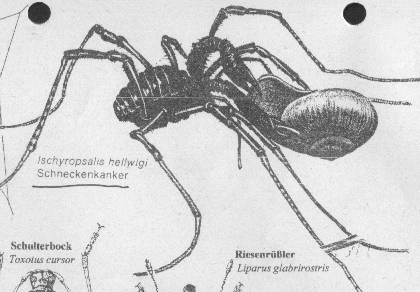 Ischyropsalis hellwigi
Schneckenkanker
Schulterbock
Toxotus cursor
Riesenrüßler
Liparus glabrirostris